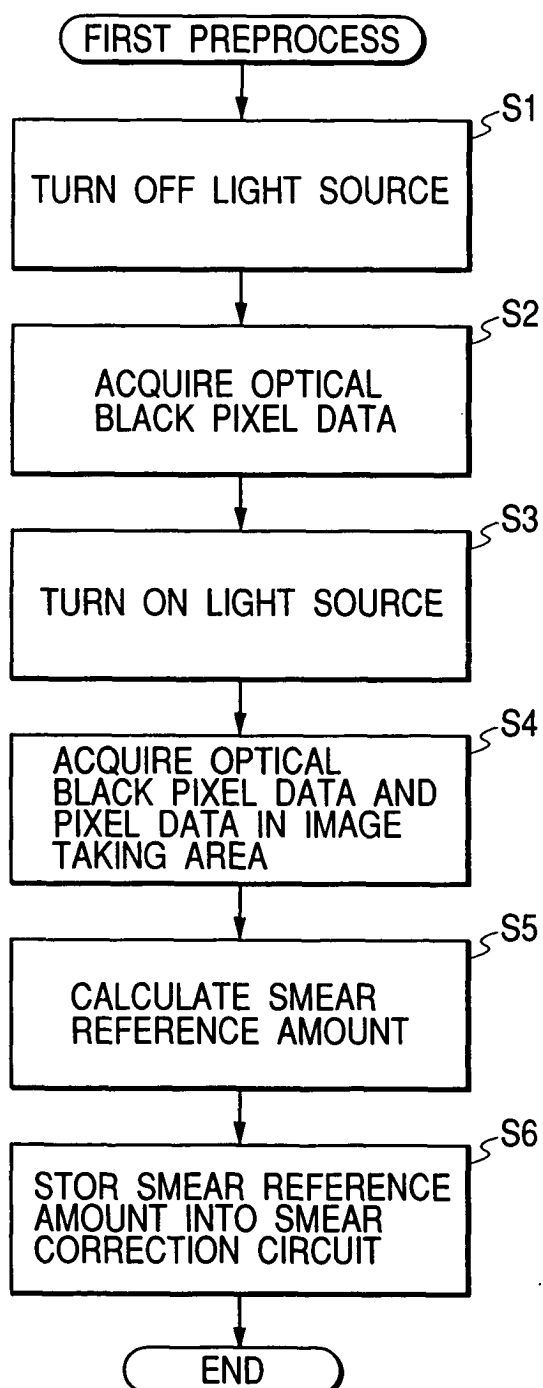 FIRST PREPROCESS
S1
TURN OFF LIGHT SOURCE
S2
ACQUIRE OPTICAL
BLACK PIXEL DATA
S3
TURN ON LIGHT SOURCE
S4
ACQUIRE OPTICAL
BLACK PIXEL DATA AND
PIXEL DATA IN IMAGE
TAKING AREA
S5
CALCULATE SMEAR
REFERENCE AMOUNT
S6
STOR SMEAR REFERENCE
AMOUNT INTO SMEAR
CORRECTION CIRCUIT
END